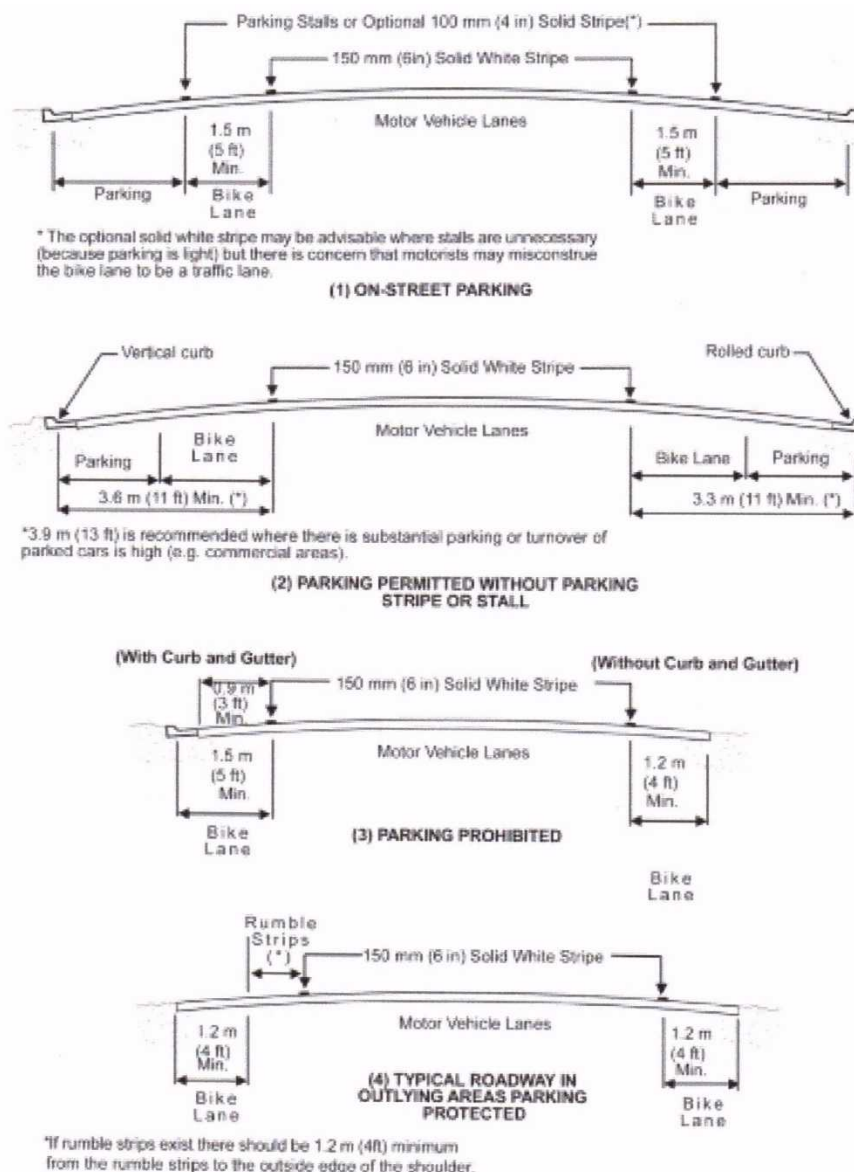 Parking Stalls or Optional 100 mm (4 in) Solid Stripe(*)
150 mm (6in) Solid White Stripe
Motor Vehicle Lanes
1.5 m
(5 ft)
Min.
Parking
Bike
Lane
1.5 m
(5 ft)
Min.
Bike
Lane
Parking
* The optional solid white stripe may be advisable where stalls are unnecessary
(because parking is light) but there is concern that motorists may misconstrue
the bike lane to be a traffic lane.
(1) ON-STREET PARKING
Vertical curb
150 mm (6 in) Solid White Stripe
Rolled curb
Motor Vehicle Lanes
Parking
Bike
Lane
Bike Lane
Parking
3.6 m (11 ft) Min. (*)
3.3 m (11 ft) Min. (*)
*3.9 m (13 ft) is recommended where there is substantial parking or turnover of
parked cars is high (e.g. commercial areas).
(2) PARKING PERMITTED WITHOUT PARKING
STRIPE OR STALL
(With Curb and Gutter)
(Without Curb and Gutter)
0.9 m
(3 ft)
Min.
150 mm (6 in) Solid White Stripe
Motor Vehicle Lanes
1.5 m
(5 ft)
Min.
Bike
Lane
1.2 m
(4 ft)
Min.
Bike
Lane
(3) PARKING PROHIBITED
Rumble
Strips
(*)
150 mm (6 in) Solid White Stripe
Motor Vehicle Lanes
1.2 m
(4 ft)
Min.
Bike
Lane
1.2 m
(4 ft)
Min.
Bike
Lane
(4) TYPICAL ROADWAY IN
OUTLYING AREAS PARKING
PROTECTED
*If rumble strips exist there should be 1.2 m (4ft) minimum
from the rumble strips to the outside edge of the shoulder.